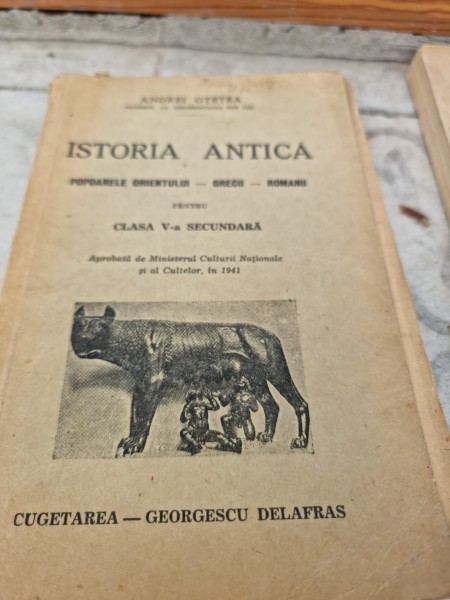 ANDREI OȚETEA
ISTORIA ANTICĂ
POPOARELE ORIENTULUI — GRECII — ROMANII
PENTRU
CLASA V-a SECUNDARĂ
Aprobată de Ministerul Culturii Naționale
și al Cultelor, în 1941
CUGETAREA — GEORGESCU DELAFRAS